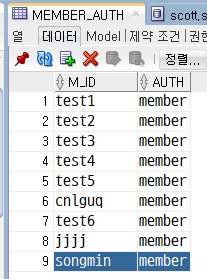 MEMBER_AUTH × scott.s
열 데이터 Model 제약 조건 권한
정렬...
M_ID AUTH
1 test1 member
2 test2 member
3 test3 member
4 test4 member
5 test5 member
6 cnlguq member
7 test6 member
8 jjjj member
9 songmin member